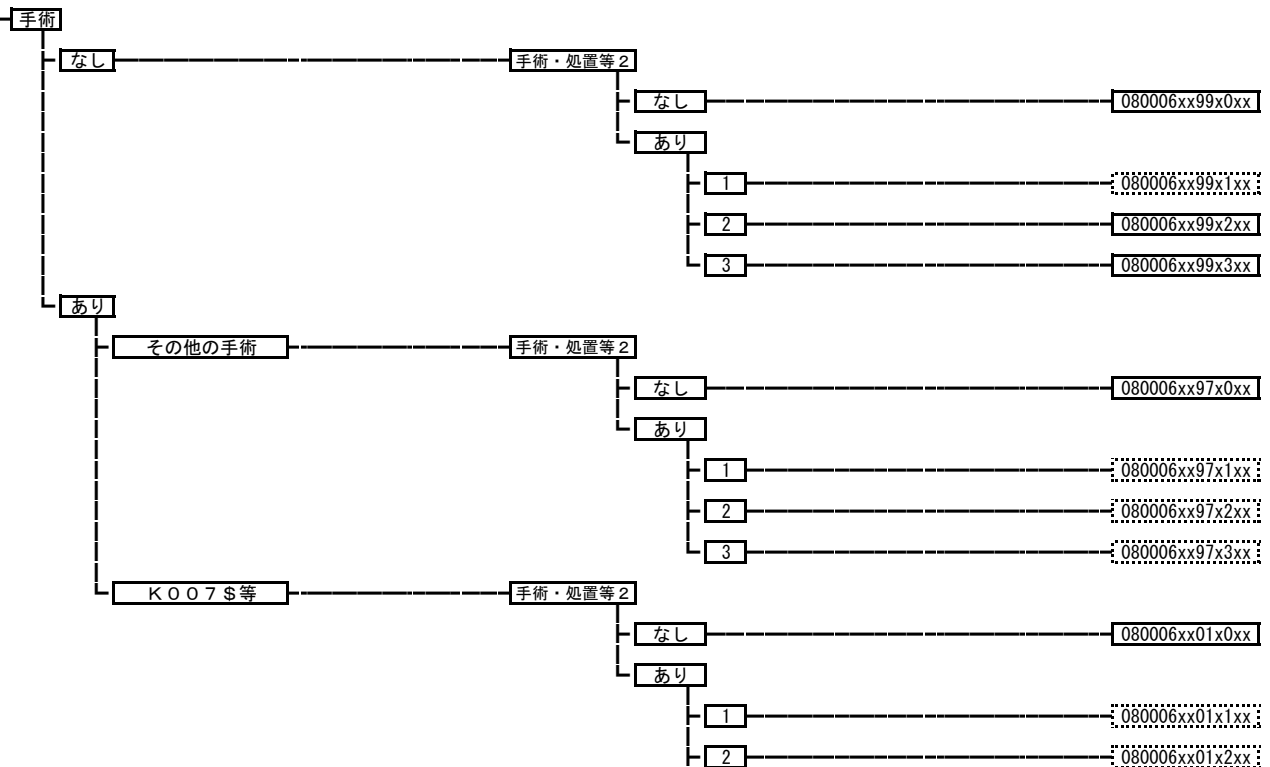 手術
なし 手術・処置等2
なし 080006xx99x0xx
あり
1 080006xx99x1xx
2 080006xx99x2xx
3 080006xx99x3xx
あり
その他の手術 手術・処置等2
なし 080006xx97x0xx
あり
1 080006xx97x1xx
2 080006xx97x2xx
3 080006xx97x3xx
K007$等 手術・処置等2
なし 080006xx01x0xx
あり
1 080006xx01x1xx
2 080006xx01x2xx